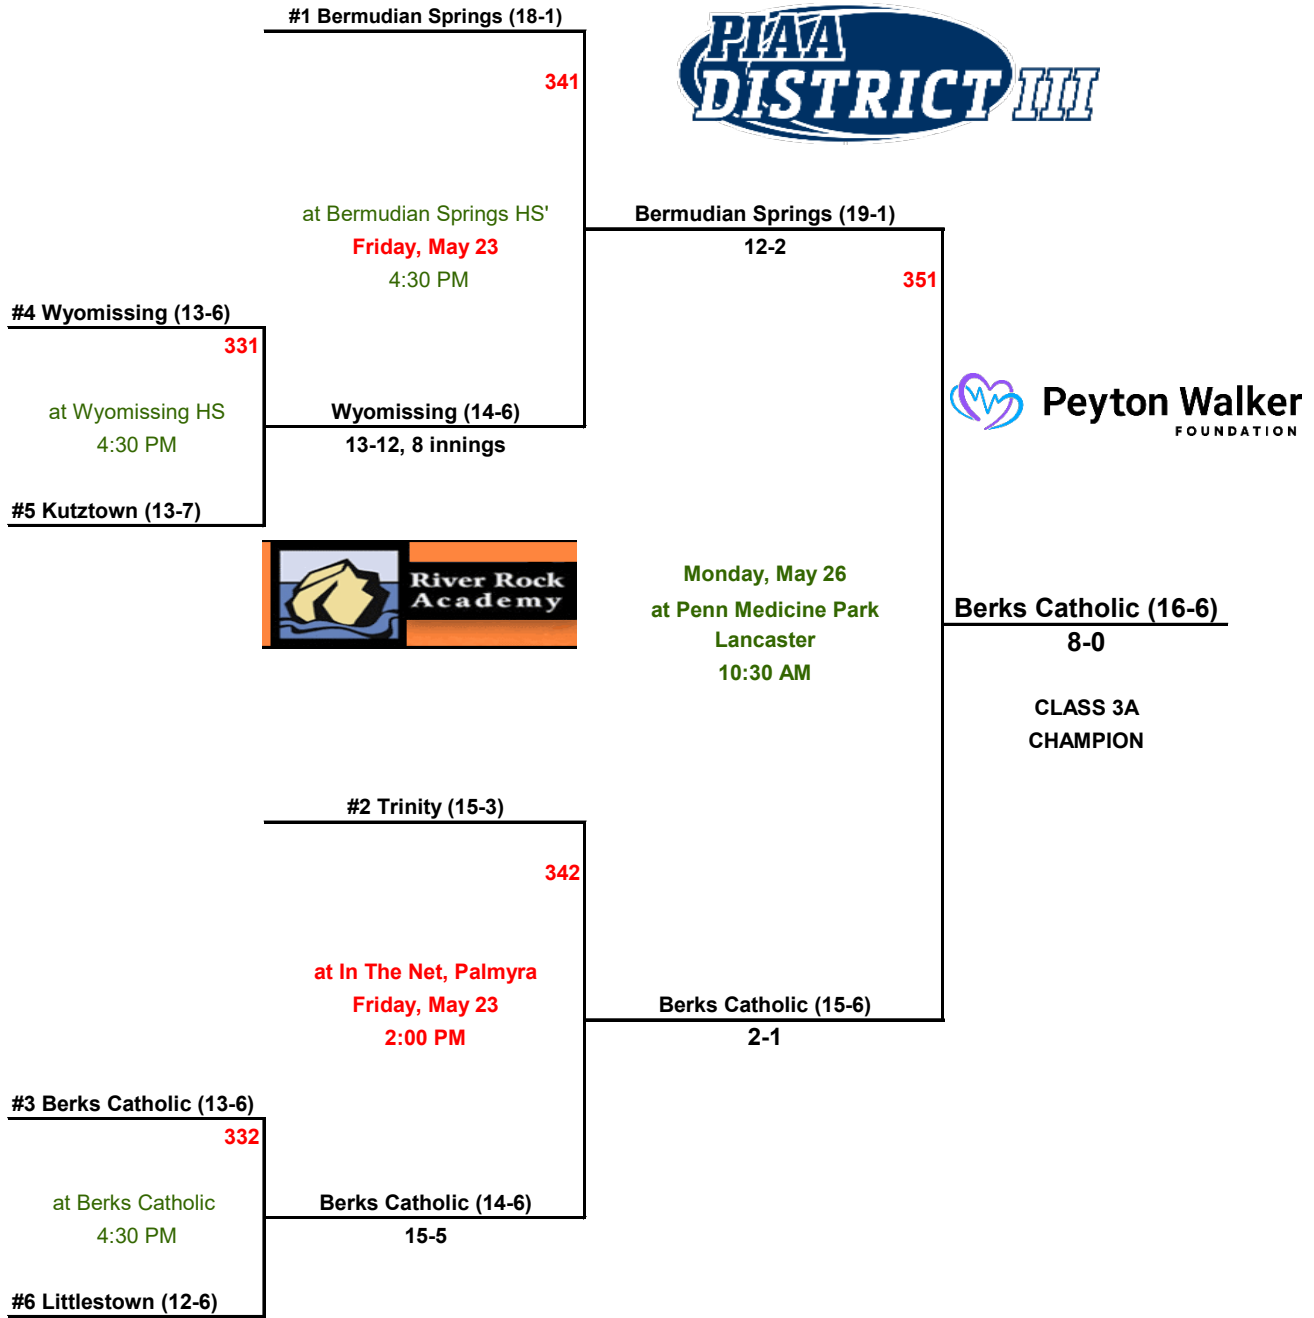 #1 Bermudian Springs (18-1)
PIAA
DISTRICT III
341
at Bermudian Springs HS'
Friday, May 23
4:30 PM
Bermudian Springs (19-1)
12-2
351
#4 Wyomissing (13-6)
331
at Wyomissing HS
4:30 PM
Wyomissing (14-6)
13-12, 8 innings
#5 Kutztown (13-7)
Peyton Walker
FOUNDATION
River Rock
Academy
Monday, May 26
at Penn Medicine Park
Lancaster
10:30 AM
Berks Catholic (16-6)
8-0
CLASS 3A
CHAMPION
#2 Trinity (15-3)
342
at In The Net, Palmyra
Friday, May 23
2:00 PM
Berks Catholic (15-6)
2-1
#3 Berks Catholic (13-6)
332
at Berks Catholic
4:30 PM
Berks Catholic (14-6)
15-5
#6 Littlestown (12-6)